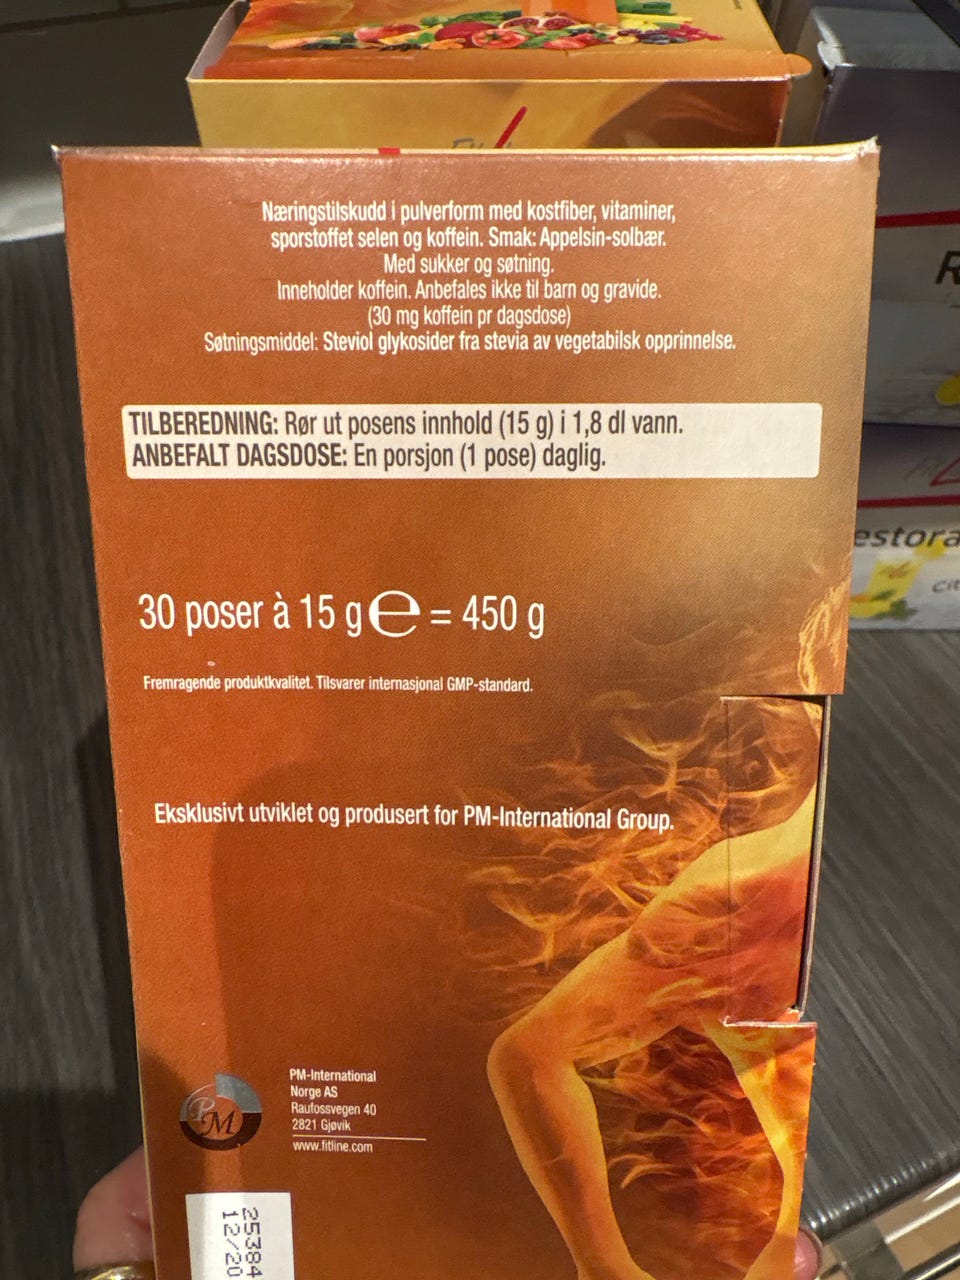 Næringstilskudd i pulverform med kostfiber, vitaminer,
sporstoffet selen og koffein. Smak: Appelsin-solbær.
Med sukker og søtning.
Inneholder koffein. Anbefales ikke til barn og gravide.
(30 mg koffein pr dagsdose)
Søtningsmiddel: Steviol glykosider fra stevia av vegetabilsk opprinnelse.
TILBEREDNING: Rør ut posens innhold (15 g) i 1,8 dl vann.
ANBEFALT DAGSDOSE: En porsjon (1 pose) daglig.
30 poser à 15 g ℮ = 450 g
Fremragende produktkvalitet. Tilsvarer internasjonal GMP-standard.
Eksklusivt utviklet og produsert for PM-International Group.
PM
PM-International
Norge AS
Raufossvegen 40
2821 Gjøvik
www.fitline.com
25384
12/20
R
estora